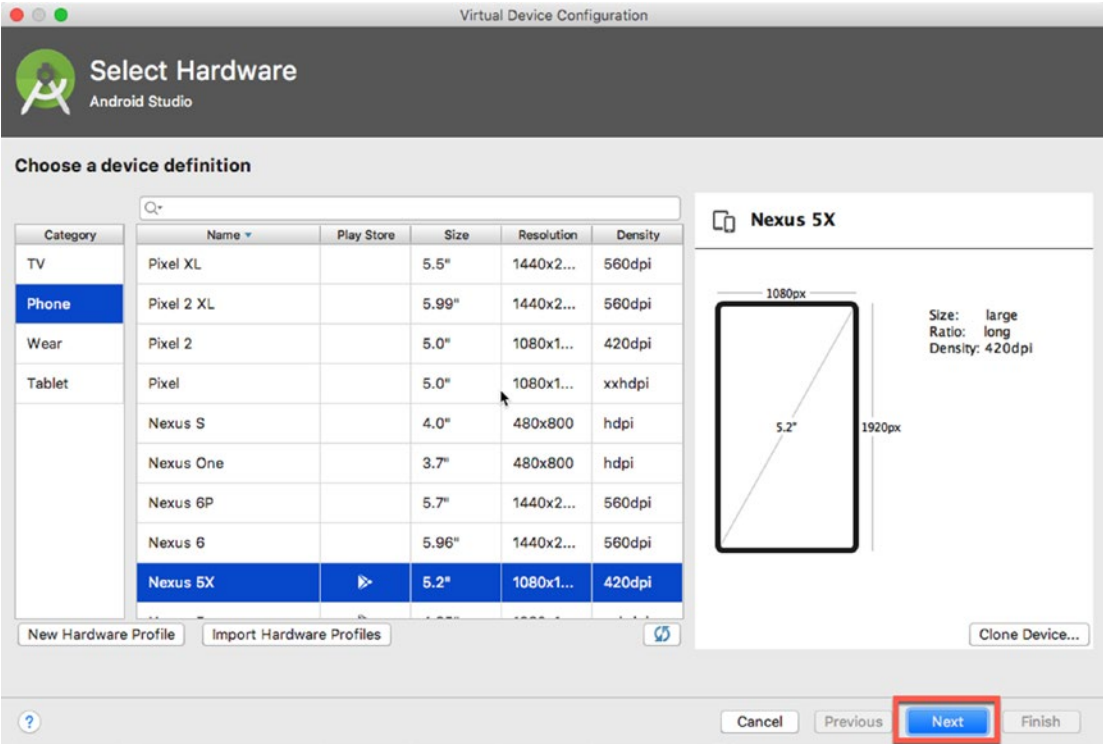 Virtual Device Configuration
Select Hardware
Android Studio
Choose a device definition
Category
TV
Phone
Wear
Tablet
Name Play Store Size Resolution Density
Pixel XL 5.5" 1440x2... 560dpi
Pixel 2 XL 5.99" 1440x2... 560dpi
Pixel 2 5.0" 1080x1... 420dpi
Pixel 5.0" 1080x1... xxhdpi
Nexus S 4.0" 480x800 hdpi
Nexus One 3.7" 480x800 hdpi
Nexus 6P 5.7" 1440x2... 560dpi
Nexus 6 5.96" 1440x2... 560dpi
Nexus 5X 5.2" 1080x1... 420dpi
New Hardware Profile
Import Hardware Profiles
Nexus 5X
1080px
5.2"
1920px
Size: large
Ratio: long
Density: 420dpi
Clone Device...
?
Cancel
Previous
Next
Finish